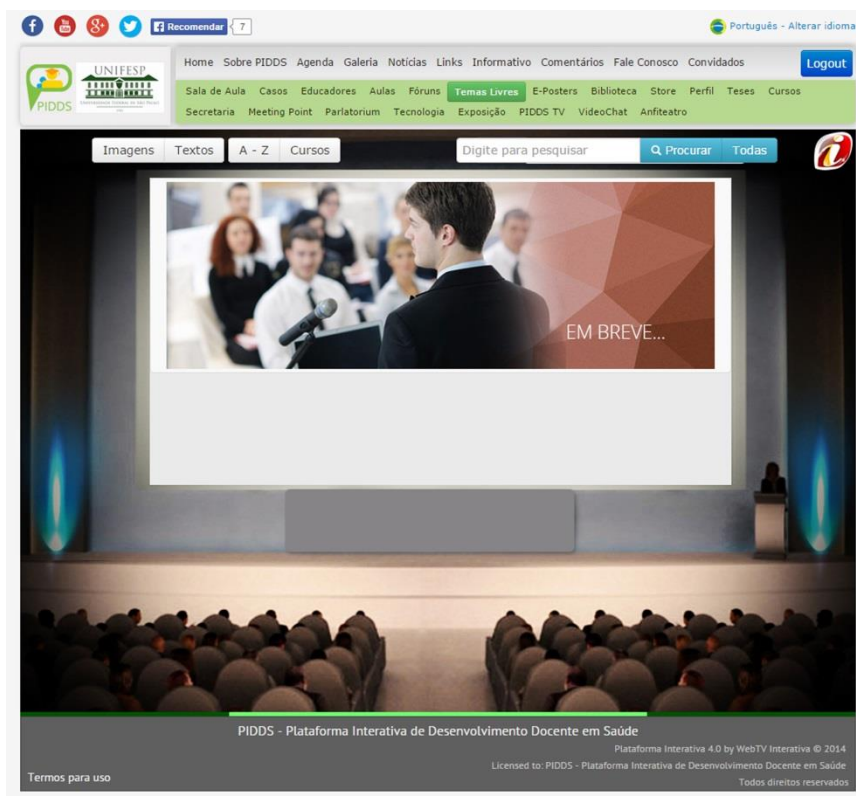 Recomendar 7
Português - Alterar idioma
PIDDS
UNIFESP
Home Sobre PIDDS Agenda Galeria Notícias Links Informativo Comentários Fale Conosco Convidados
Logout
Sala de Aula Casos Educadores Aulas Fóruns Temas Livres E-Posters Biblioteca Store Perfil Teses Cursos
Secretaria Meeting Point Parlatorium Tecnologia Exposição PIDDS TV VideoChat Anfiteatro
Imagens Textos A - Z Cursos Digite para pesquisar Procurar Todas
EM BREVE...
PIDDS - Plataforma Interativa de Desenvolvimento Docente em Saúde
Plataforma Interativa 4.0 by WebTV Interativa © 2014
Licensed to: PIDDS - Plataforma Interativa de Desenvolvimento Docente em Saúde
Termos para uso
Todos direitos reservados